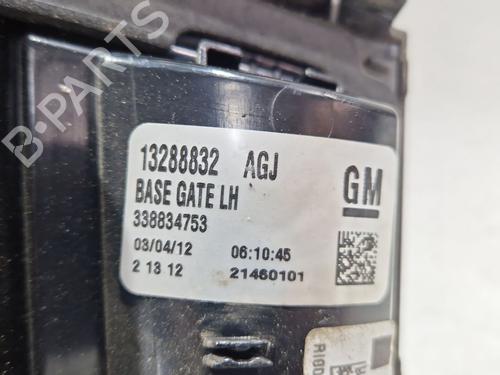 B-PARTS
13288832 AGJ
BASE GATE LH
GM
338834753
03/04/12 06:10:45
2 13 12 21460101